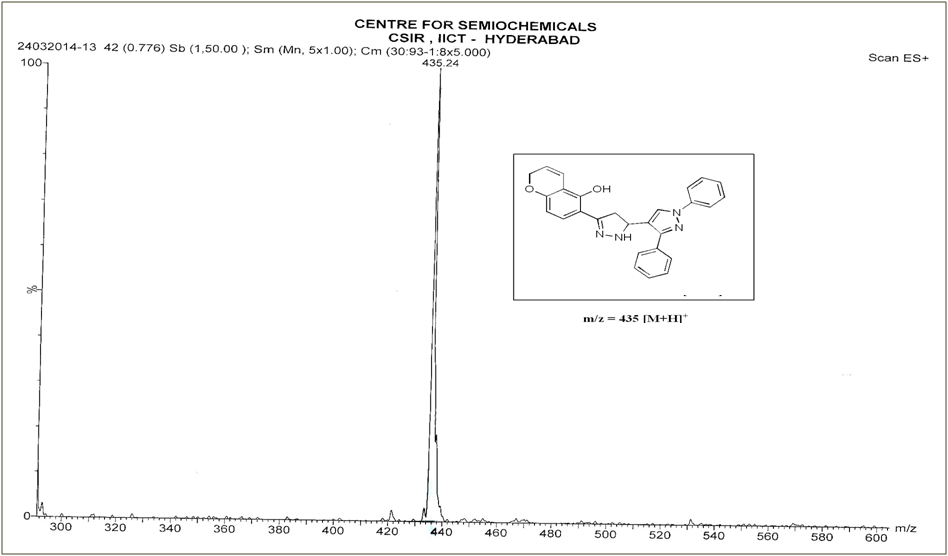 CENTRE FOR SEMIOCHEMICALS
CSIR , IICT - HYDERABAD
24032014-13 42 (0.776) Sb (1,50.00 ); Sm (Mn, 5x1.00); Cm (30:93-1:8x5.000)
Scan ES+
435.24
100
%
0
OH
O
N
N
N
NH
m/z = 435 [M+H]+
300 320 340 360 380 400 420 440 460 480 500 520 540 560 580 600 m/z